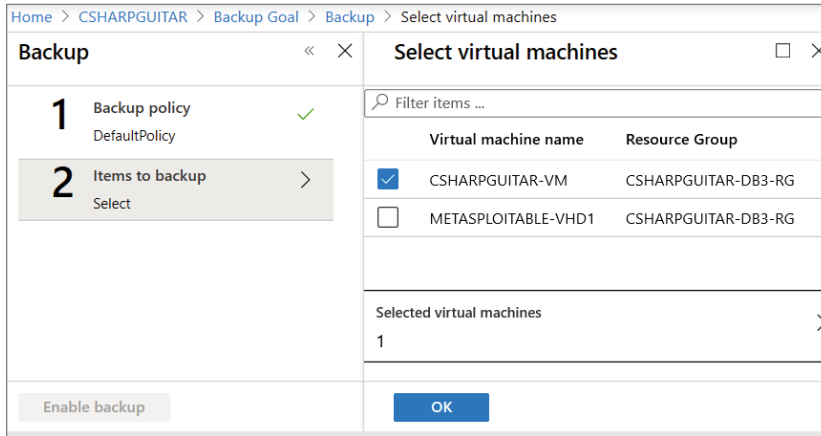 Home > CSHARPGUITAR > Backup Goal > Backup > Select virtual machines
Backup
1
Backup policy
DefaultPolicy
2
Items to backup
Select
Enable backup
Select virtual machines
Filter items ...
Virtual machine name Resource Group
CSHARPGUITAR-VM CSHARPGUITAR-DB3-RG
METASPLOITABLE-VHD1 CSHARPGUITAR-DB3-RG
Selected virtual machines
1
OK